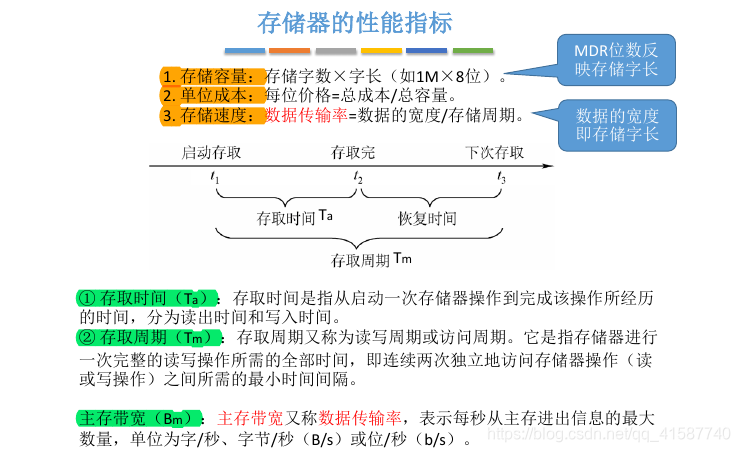 存储器的性能指标
1. 存储容量：存储字数×字长（如1M×8位）。
MDR位数反
映存储字长
2. 单位成本：每位价格=总成本/总容量。
3. 存储速度：数据传输率=数据的宽度/存储周期。
数据的宽度
即存储字长
启动存取 存取完 下次存取
t1 t2 t3
存取时间 Ta 恢复时间
存取周期 Tm
① 存取时间（Ta）：存取时间是指从启动一次存储器操作到完成该操作所经历
的时间，分为读出时间和写入时间。
② 存取周期（Tm）：存取周期又称为读写周期或访问周期。它是指存储器进行
一次完整的读写操作所需的全部时间，即连续两次独立地访问存储器操作（读
或写操作）之间所需的最小时间间隔。
主存带宽（Bm）：主存带宽又称数据传输率，表示每秒从主存进出信息的最大
数量，单位为字/秒、字节/秒（B/s）或位/秒（b/s）。
https://blog.csdn.net/qq_41587740